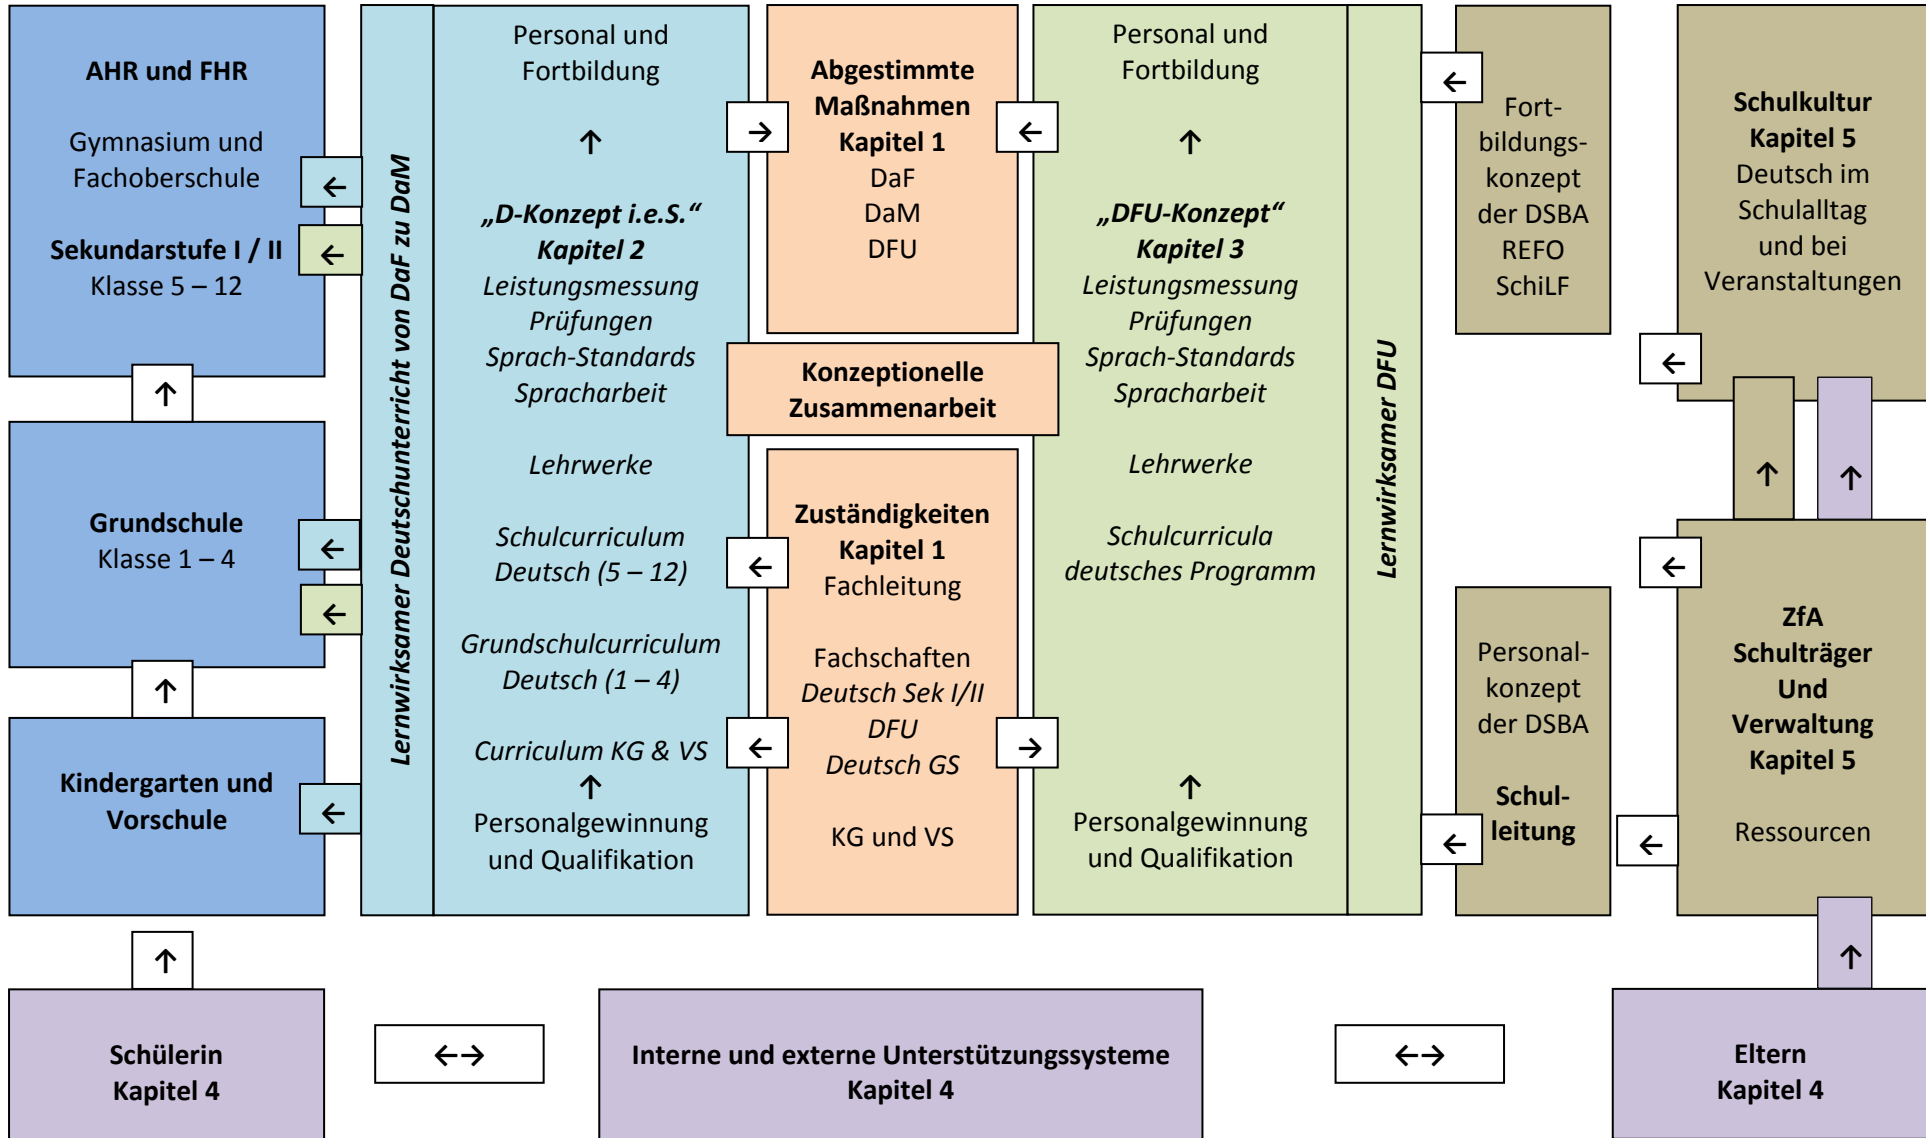 AHR und FHR
Gymnasium und
Fachoberschule
←
Sekundarstufe I / II
←
Klasse 5 – 12
↑
Grundschule
←
Klasse 1 – 4
←
↑
Kindergarten und
←
Vorschule
↑
Schülerin
Kapitel 4
Lernwirksamer Deutschunterricht von DaF zu DaM
Personal und
Fortbildung
↑
→
„D-Konzept i.e.S.“
Kapitel 2
Leistungsmessung
Prüfungen
Sprach-Standards
Spracharbeit
Lehrwerke
Schulcurriculum
Deutsch (5 – 12)
←
Grundschulcurriculum
Deutsch (1 – 4)
Curriculum KG & VS
←
↑
Personalgewinnung
und Qualifikation
←→
Abgestimmte
Maßnahmen
Kapitel 1
DaF
DaM
DFU
Konzeptionelle
Zusammenarbeit
Zuständigkeiten
Kapitel 1
Fachleitung
Fachschaften
Deutsch Sek I/II
DFU
Deutsch GS
KG und VS
Interne und externe Unterstützungssysteme
Kapitel 4
Personal und
Fortbildung
←
↑
„DFU-Konzept“
Kapitel 3
Leistungsmessung
Prüfungen
Sprach-Standards
Spracharbeit
Lehrwerke
Schulcurricula
deutsches Programm
→
↑
Personalgewinnung
und Qualifikation
Lernwirksamer DFU
←→
←
Fort-
bildungs-
konzept
der DSBA
REFO
SchiLF
Personal-
konzept
der DSBA
Schul-
leitung
←
←
Schulkultur
Kapitel 5
Deutsch im
Schulalltag
und bei
Veranstaltungen
←
↑
↑
←
ZfA
Schulträger
Und
Verwaltung
Kapitel 5
Ressourcen
↑
Eltern
Kapitel 4